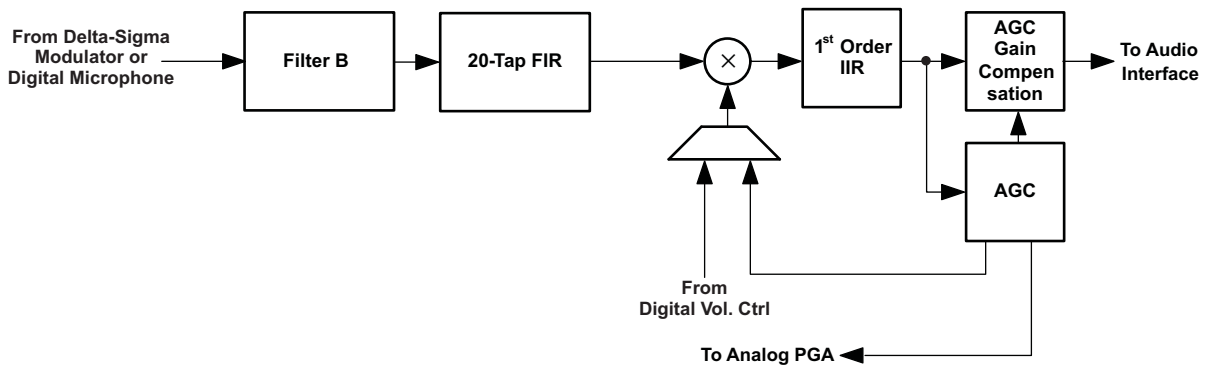 From Delta-Sigma
Modulator or
Digital Microphone
Filter B
20-Tap FIR
×
1st Order
IIR
AGC
Gain
Compen
sation
To Audio
Interface
AGC
From
Digital Vol. Ctrl
To Analog PGA